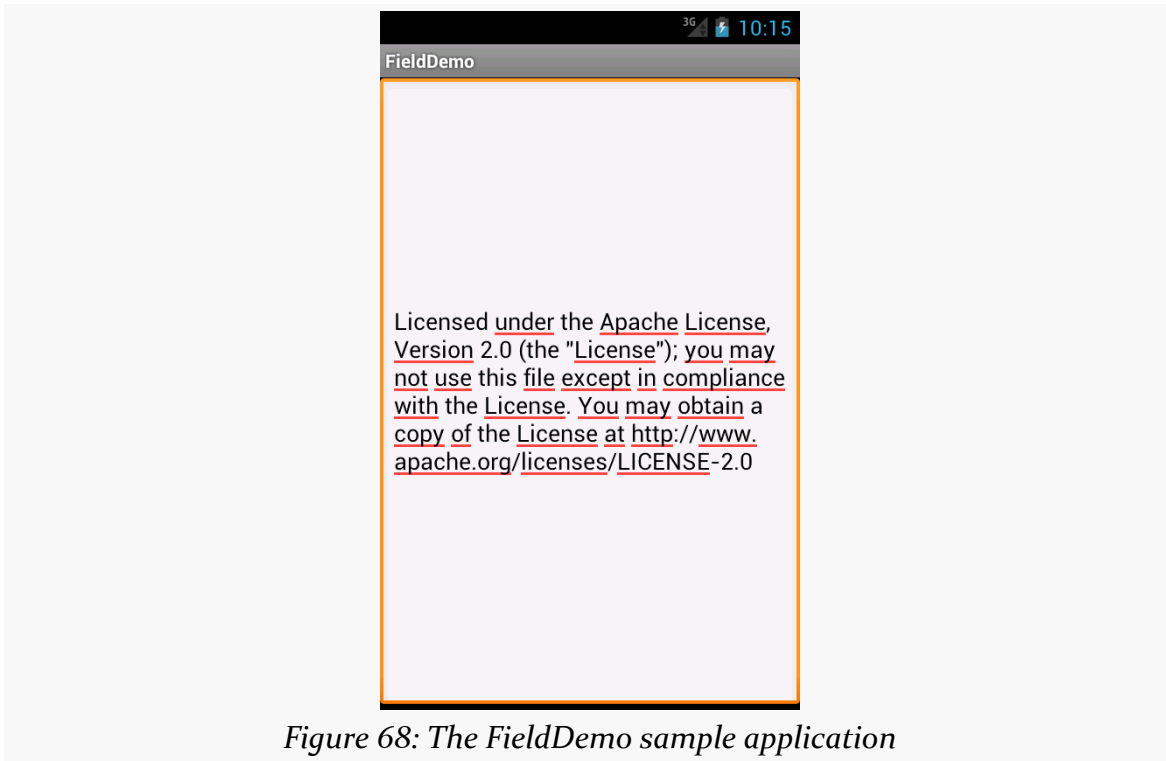 3G 10:15
FieldDemo
Licensed under the Apache License,
Version 2.0 (the "License"); you may
not use this file except in compliance
with the License. You may obtain a
copy of the License at http://www.
apache.org/licenses/LICENSE-2.0
Figure 68: The FieldDemo sample application